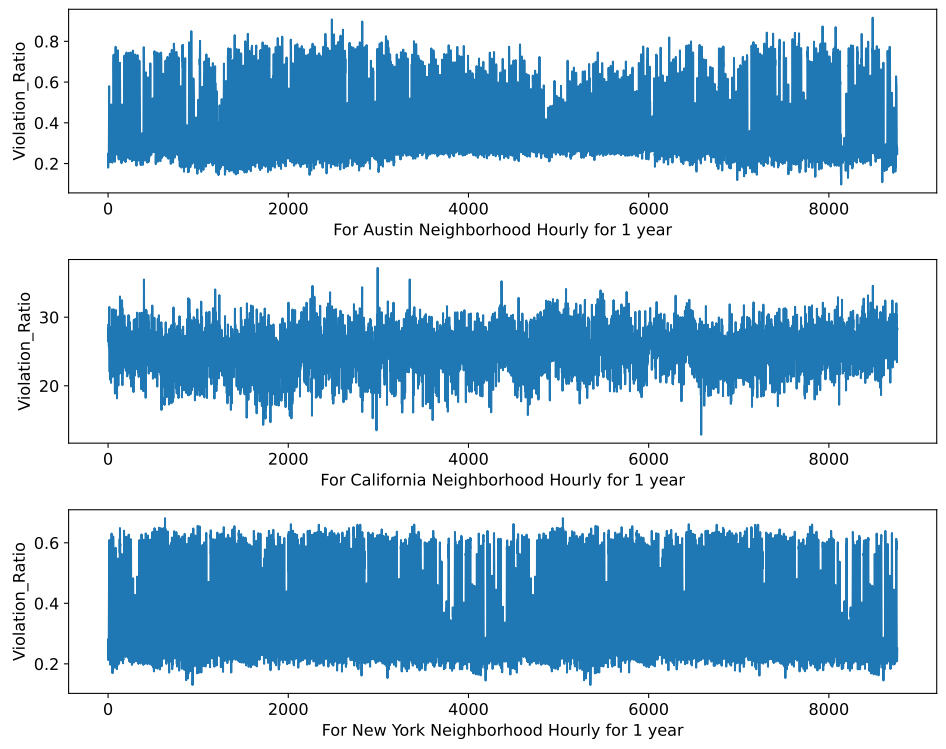 Violation_Ratio
0.8
0.6
0.4
0.2
0 2000 4000 6000 8000
For Austin Neighborhood Hourly for 1 year
Violation_Ratio
30
20
0 2000 4000 6000 8000
For California Neighborhood Hourly for 1 year
Violation_Ratio
0.6
0.4
0.2
0 2000 4000 6000 8000
For New York Neighborhood Hourly for 1 year